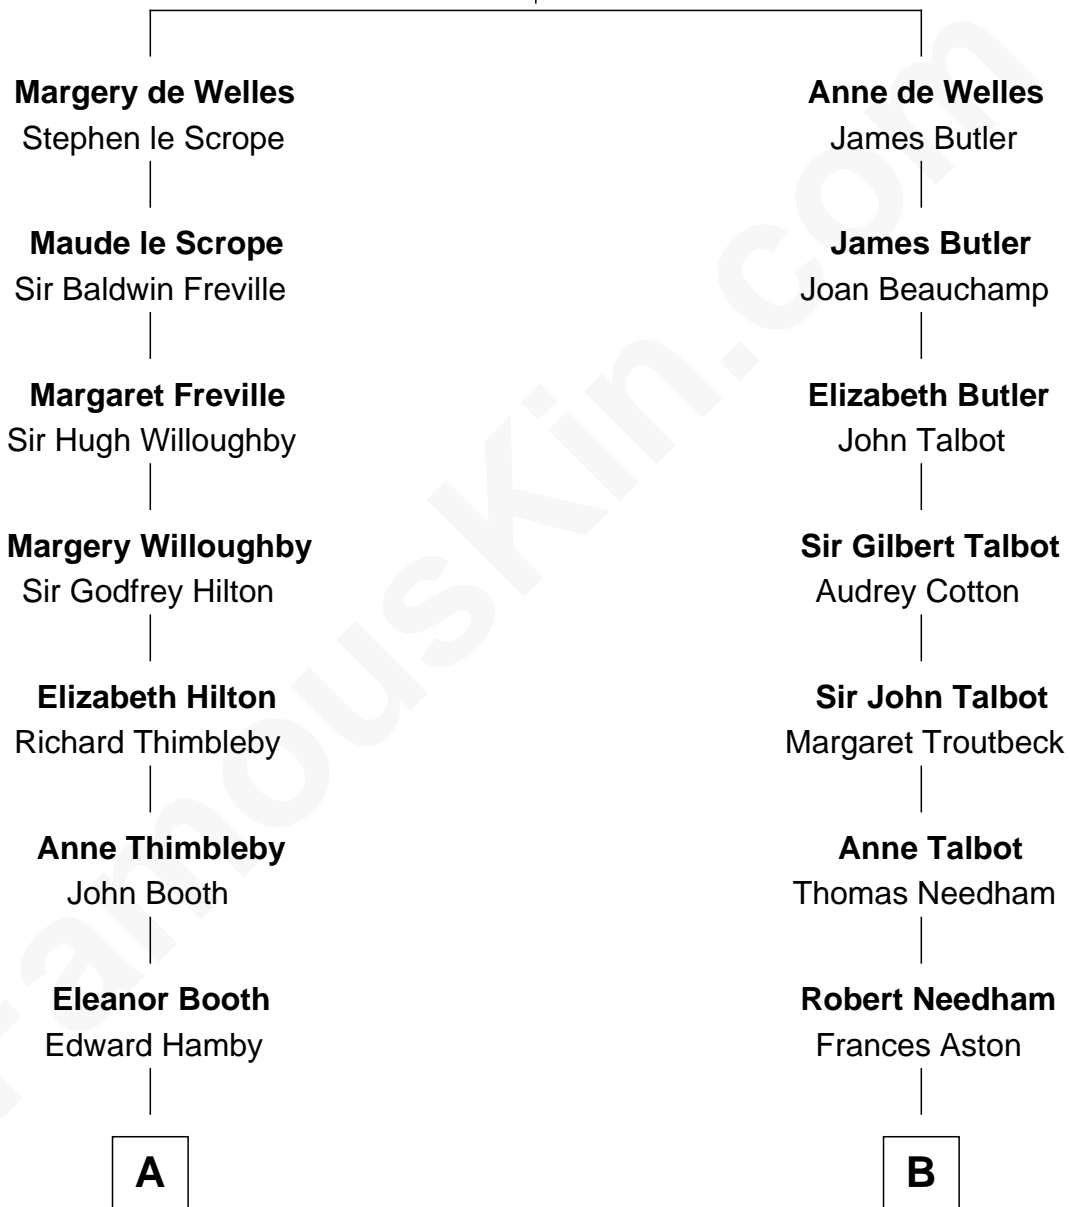 Margery de Welles
Stephen le Scrope
Maude le Scrope
Sir Baldwin Freville
Margaret Freville
Sir Hugh Willoughby
Margery Willoughby
Sir Godfrey Hilton
Elizabeth Hilton
Richard Thimbleby
Anne Thimbleby
John Booth
Eleanor Booth
Edward Hamby
A
Anne de Welles
James Butler
James Butler
Joan Beauchamp
Elizabeth Butler
John Talbot
Sir Gilbert Talbot
Audrey Cotton
Sir John Talbot
Margaret Troutbeck
Anne Talbot
Thomas Needham
Robert Needham
Frances Aston
B
FamousKin.com